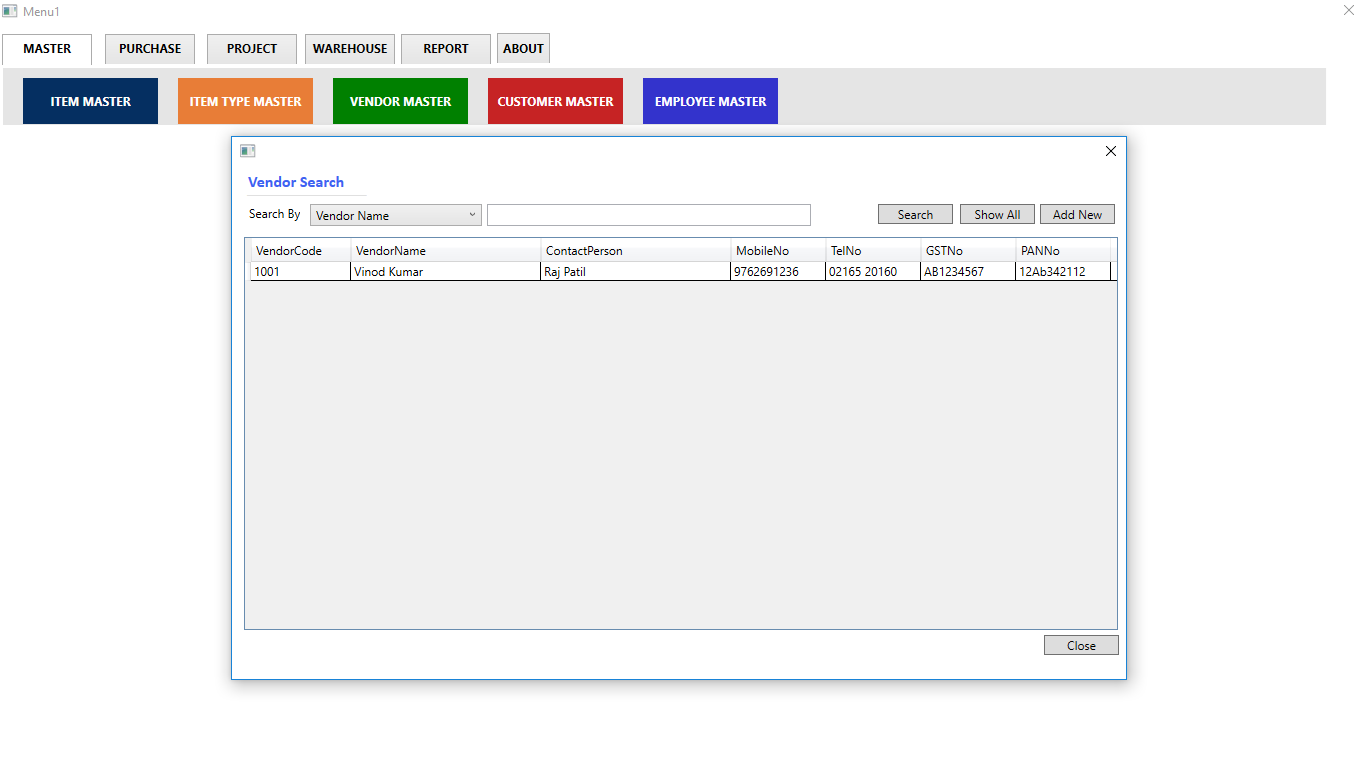 Menu1
MASTER PURCHASE PROJECT WAREHOUSE REPORT ABOUT
ITEM MASTER ITEM TYPE MASTER VENDOR MASTER CUSTOMER MASTER EMPLOYEE MASTER
Vendor Search
Search By Vendor Name Search Show All Add New
VendorCode VendorName ContactPerson MobileNo TelNo GSTNo PANNo
1001 Vinod Kumar Raj Patil 9762691236 02165 20160 AB1234567 12Ab342112
Close